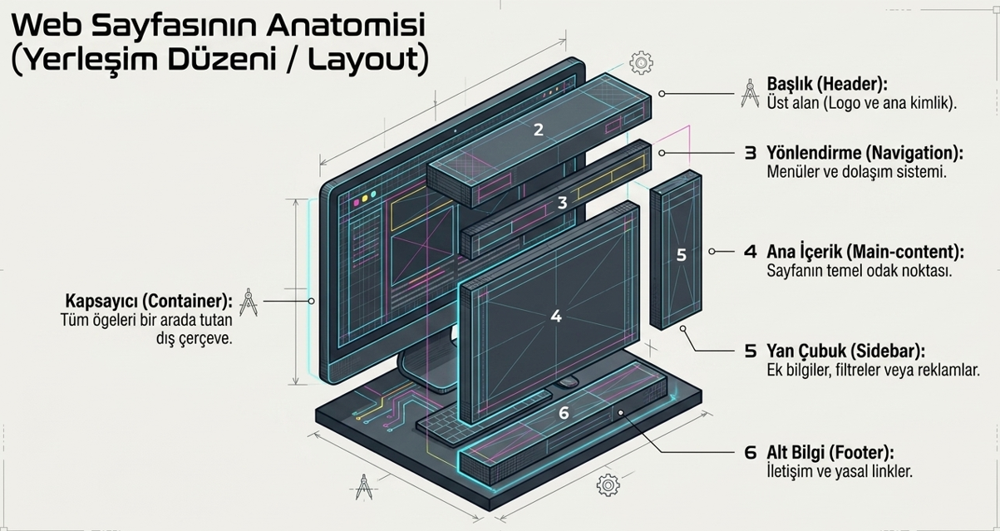 Web Sayfasının Anatomisi
(Yerleşim Düzeni / Layout)
Başlık (Header):
Üst alan (Logo ve ana kimlik).
2
3 Yönlendirme (Navigation):
Menüler ve dolaşım sistemi.
3
4 Ana İçerik (Main-content):
Sayfanın temel odak noktası.
5
Kapsayıcı (Container):
Tüm ögeleri bir arada tutan
dış çerçeve.
4
5 Yan Çubuk (Sidebar):
Ek bilgiler, filtreler veya reklamlar.
6
6 Alt Bilgi (Footer):
İletişim ve yasal linkler.